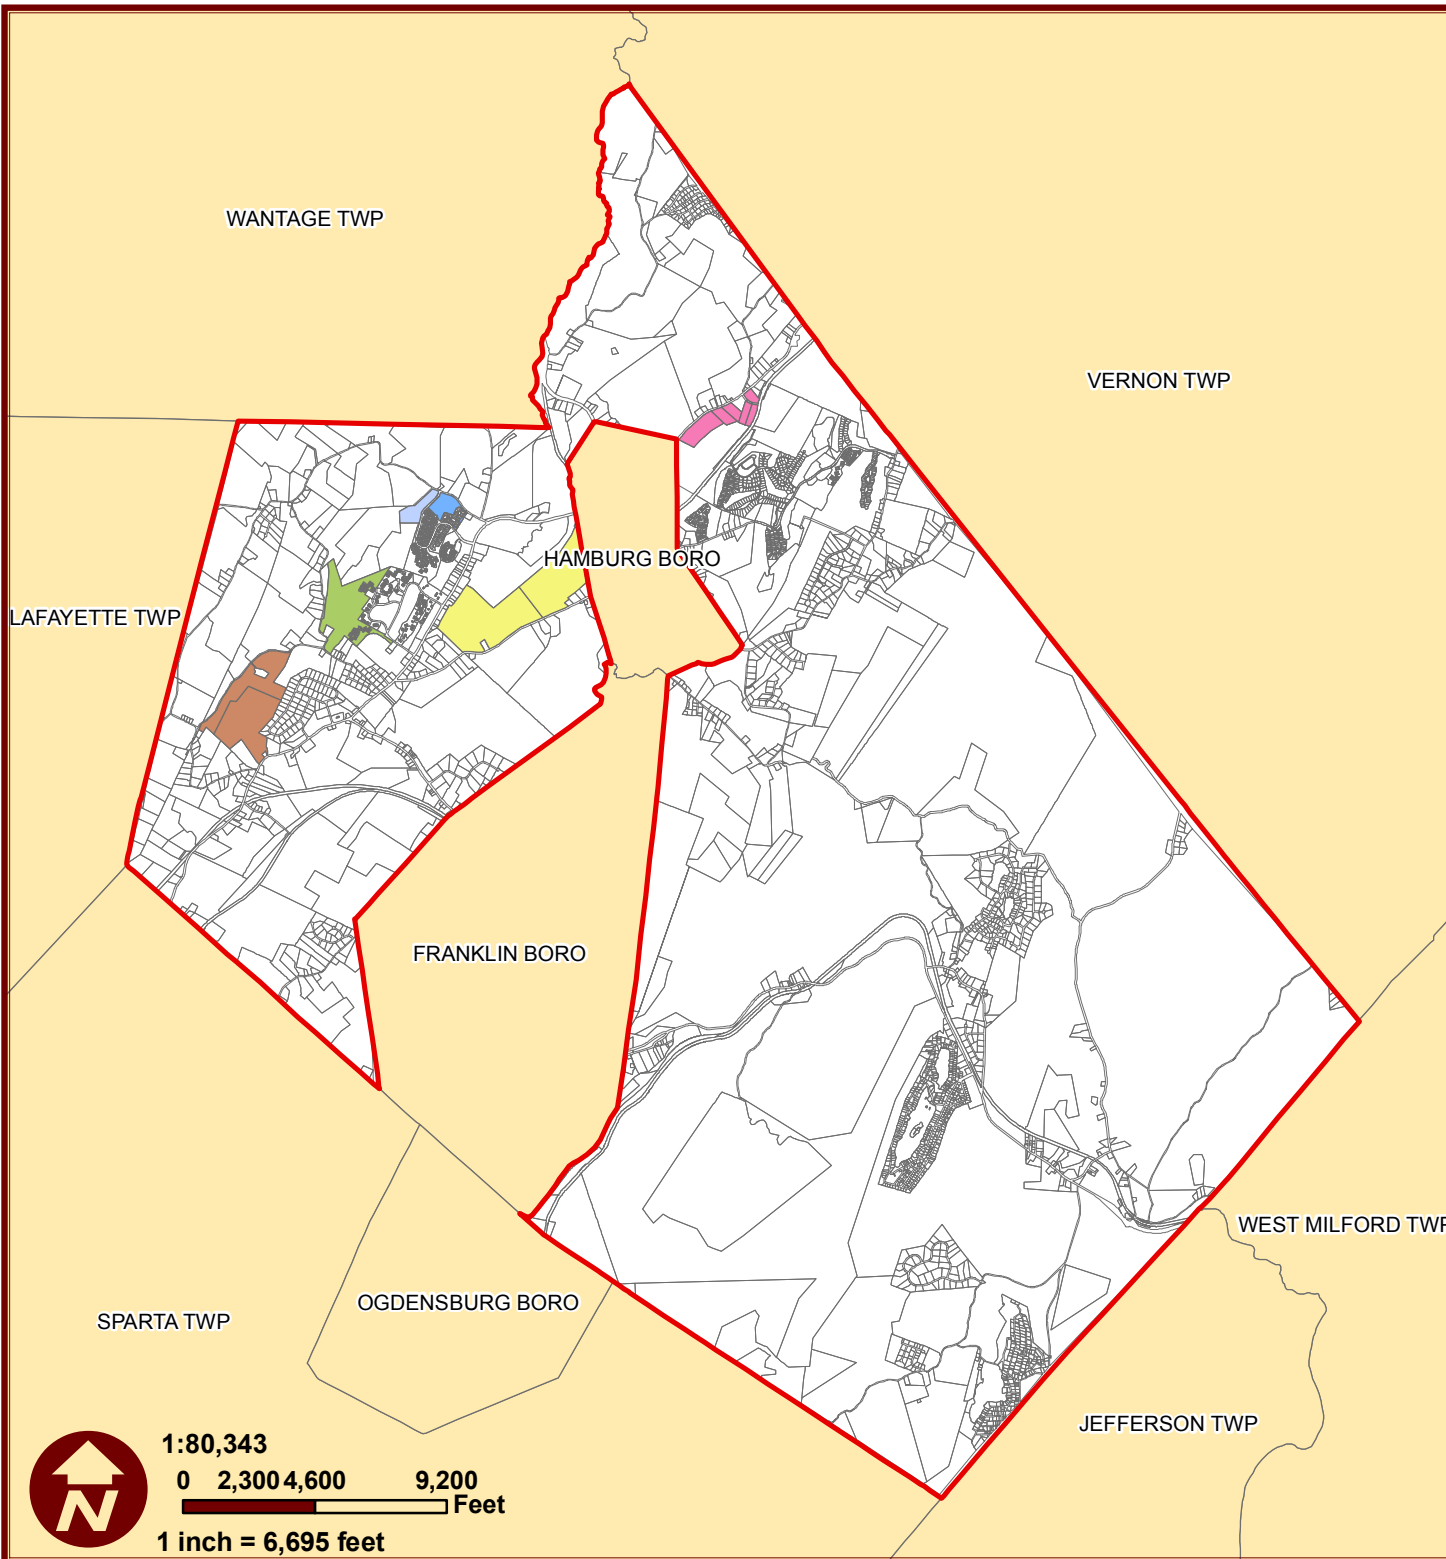 WANTAGE TWP
VERNON TWP
HAMBURG BORO
LAFAYETTE TWP
FRANKLIN BORO
WEST MILFORD TWP
OGDENSBURG BORO
SPARTA TWP
JEFFERSON TWP
1:80,343
0 2,300 4,600 9,200
Feet
N
1 inch = 6,695 feet